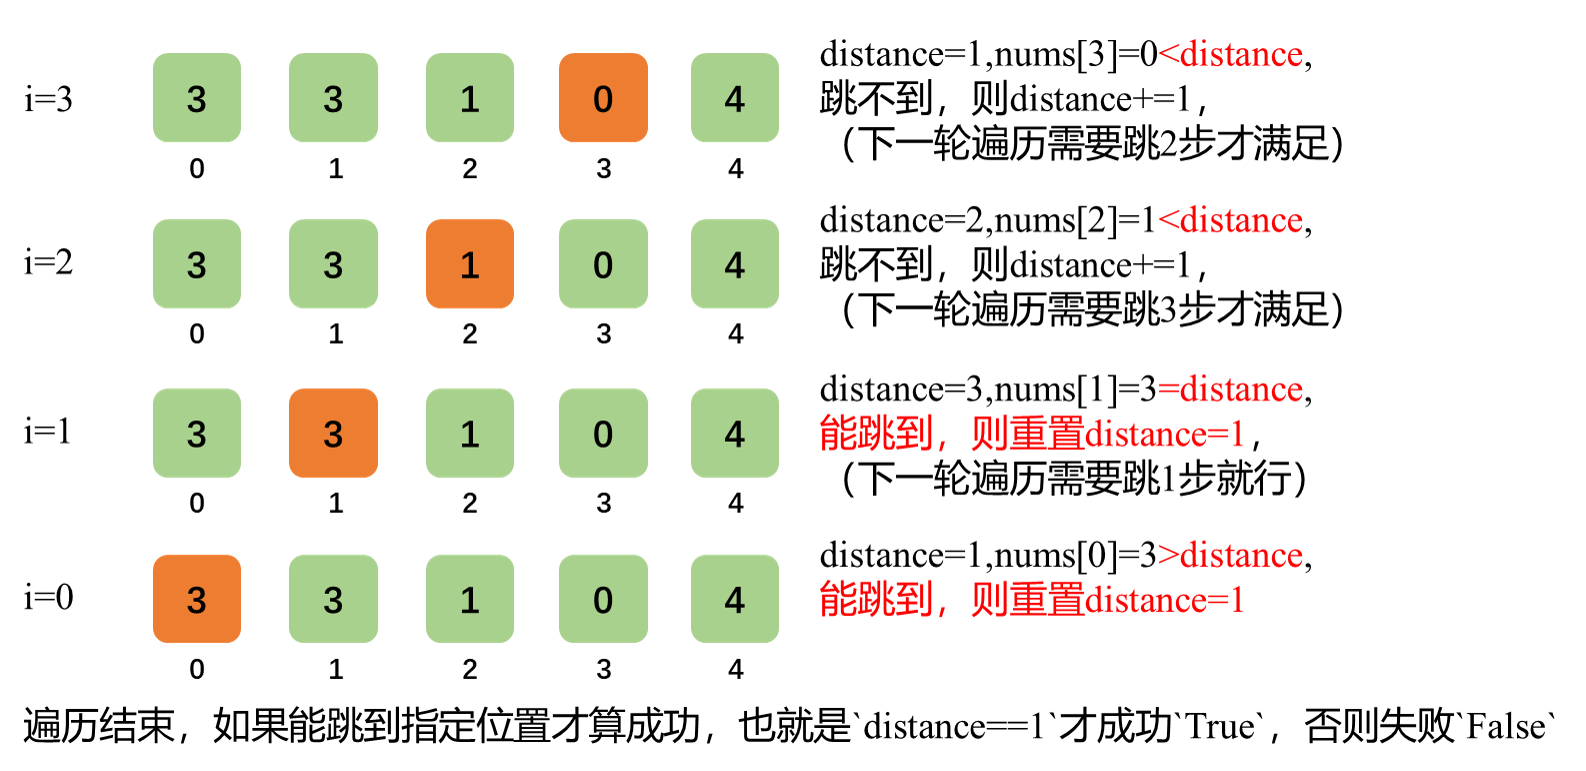 distance=1,nums[3]=0<distance,
i=3 3 3 1 0 4 跳不到，则distance+=1，
（下一轮遍历需要跳2步才满足）
0 1 2 3 4
distance=2,nums[2]=1<distance,
i=2 3 3 1 0 4 跳不到，则distance+=1，
（下一轮遍历需要跳3步才满足）
0 1 2 3 4
distance=3,nums[1]=3=distance,
i=1 3 3 1 0 4 能跳到，则重置distance=1，
（下一轮遍历需要跳1步就行）
0 1 2 3 4
distance=1,nums[0]=3>distance,
i=0 3 3 1 0 4 能跳到，则重置distance=1
0 1 2 3 4
遍历结束，如果能跳到指定位置才算成功，也就是`distance==1`才成功`True`，否则失败`False`